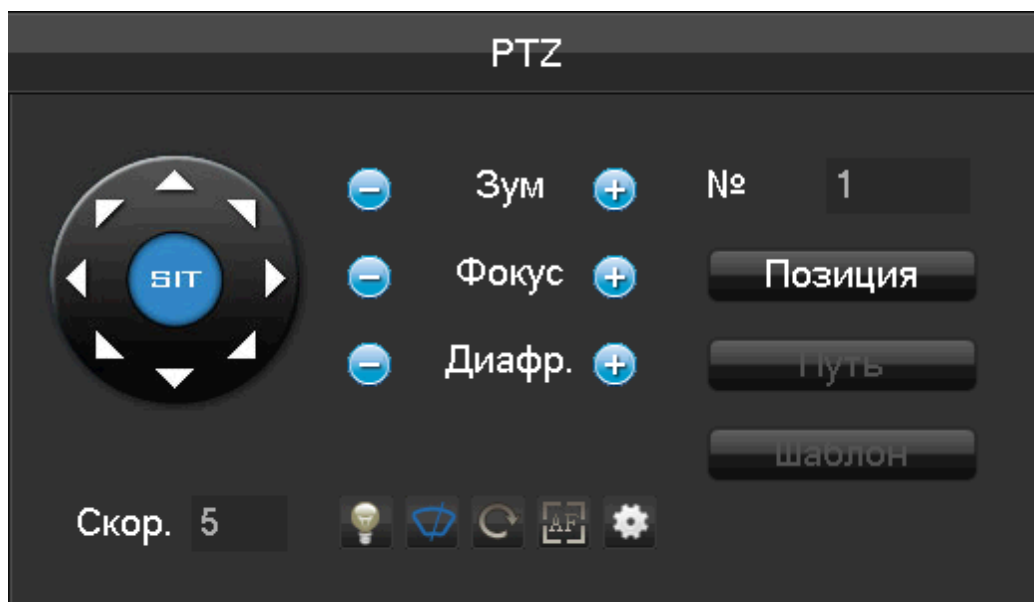 PTZ
Зум № 1
SIT Фокус Позиция
Диафр. Путь
шаблон
Скор. 5 AF